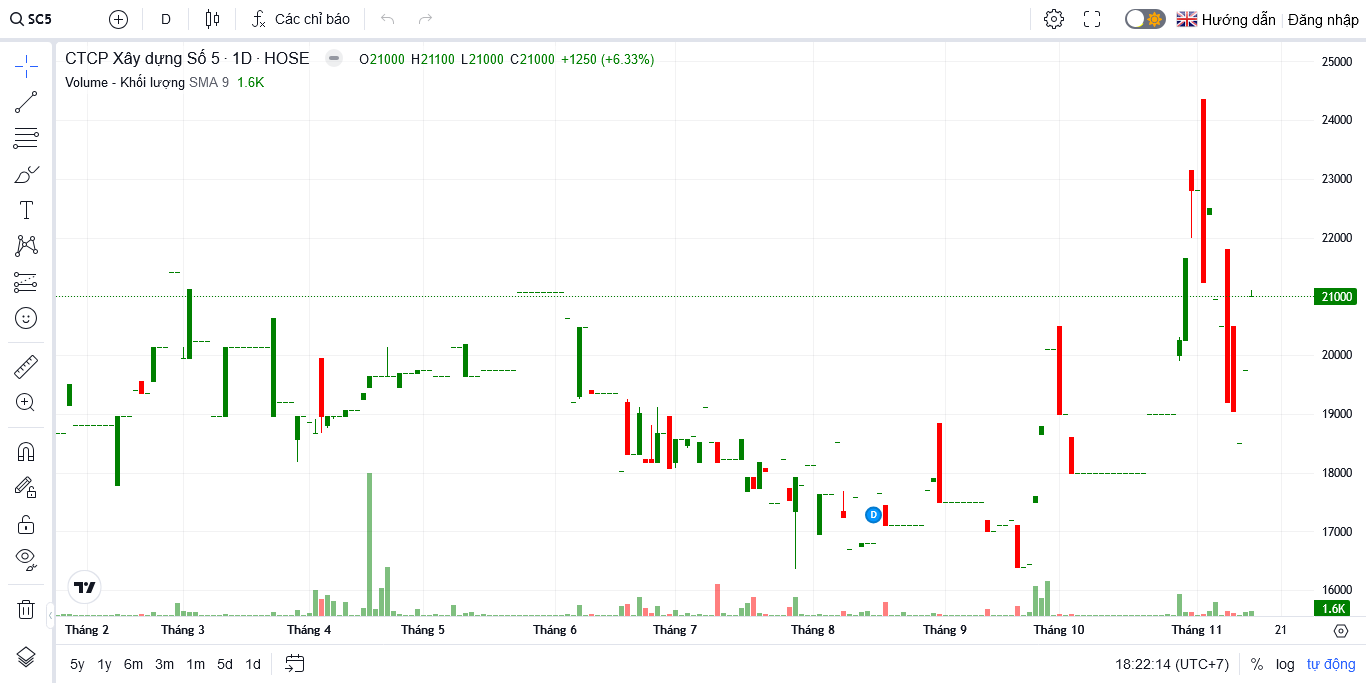 SC5 D Các chỉ báo Hướng dẫn Đăng nhập
CTCP Xây dựng Số 5 · 1D · HOSE O21000 H21100 L21000 C21000 +1250 (+6.33%)
Volume - Khối lượng SMA 9 1.6K
25000
24000
23000
22000
21000
20000
19000
18000
17000
16000
1.6K
D
Tháng 2 Tháng 3 Tháng 4 Tháng 5 Tháng 6 Tháng 7 Tháng 8 Tháng 9 Tháng 10 Tháng 11 21
5y 1y 6m 3m 1m 5d 1d 18:22:14 (UTC+7) % log tự động